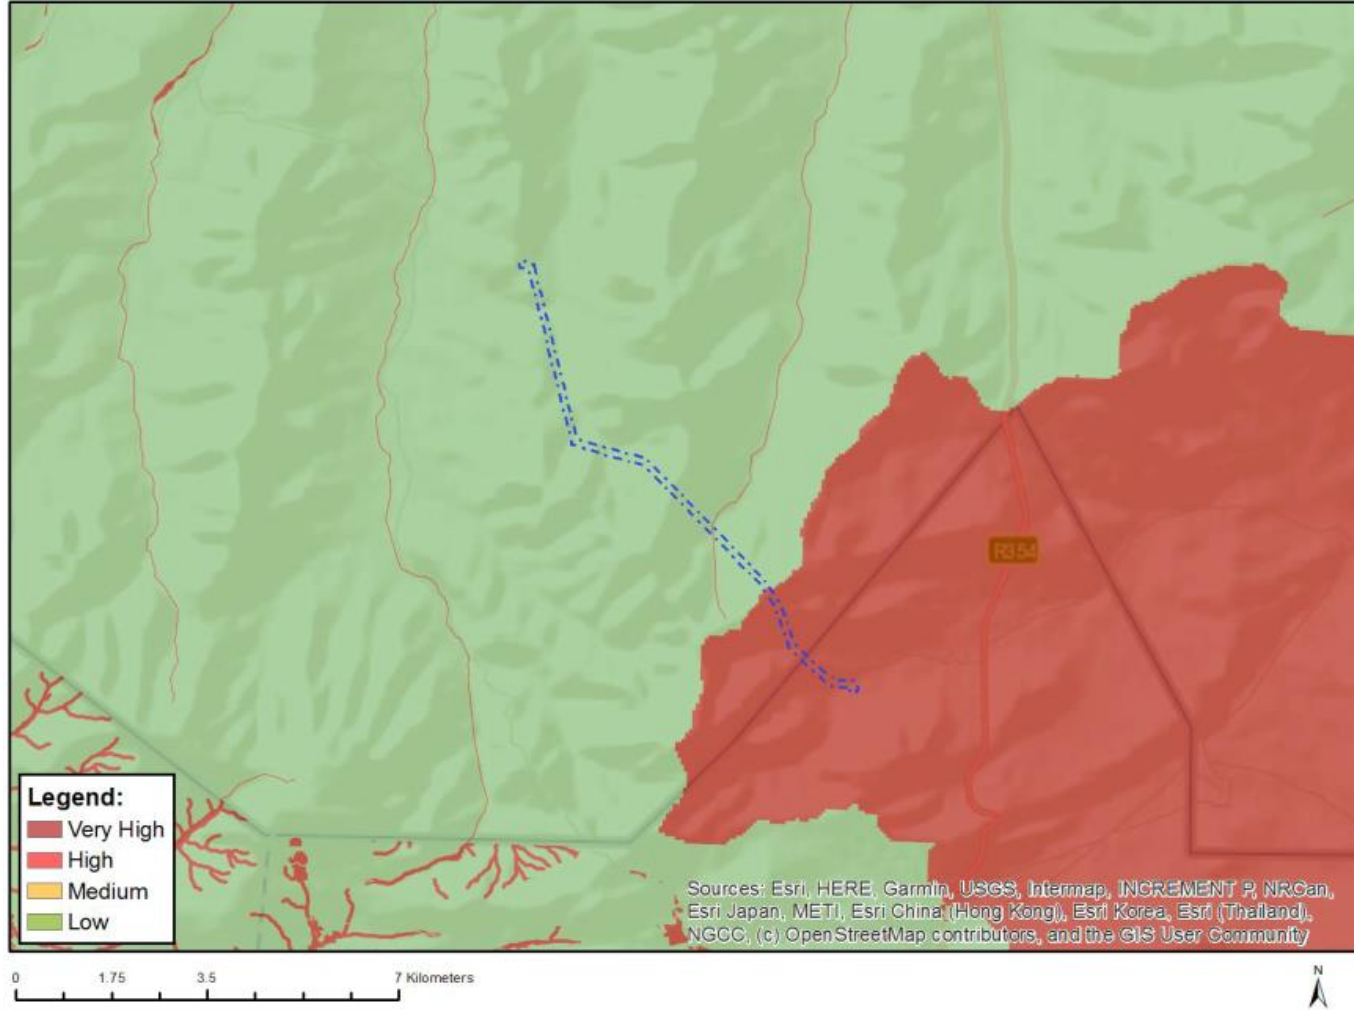 R354
Legend:
Very High
High
Medium
Low
Sources: Esri, HERE, Garmin, USGS, Intermap, INCREMENT P, NRCan,
Esri Japan, METI, Esri China (Hong Kong), Esri Korea, Esri (Thailand),
NGCC, (c) OpenStreetMap contributors, and the GIS User Community
0 1.75 3.5 7 Kilometers
N